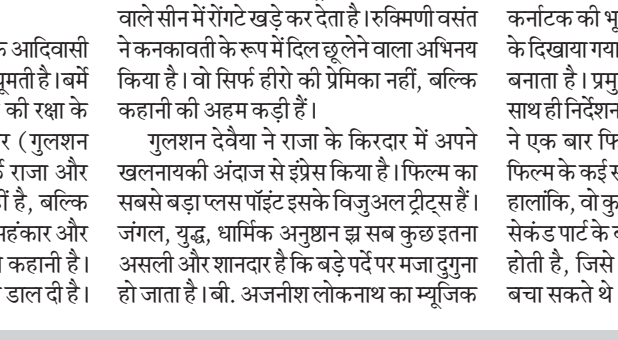 क आदिवासी
घूमती है। बर्मे
की रक्षा के
र (गुलशन
राजा और
ीं है, बल्कि
अहंकार और
कहानी है।
डाल दी है।
वाले सीन में रोंगटे खड़े कर देता है। रुक्मिणी वसंत
ने कनकावती के रूप में दिल छू लेने वाला अभिनय
किया है। वो सिर्फ हीरो की प्रेमिका नहीं, बल्कि
कहानी की अहम कड़ी हैं।
गुलशन देवैया ने राजा के किरदार में अपने
खलनायकी अंदाज से इंप्रेस किया है। फिल्म का
सबसे बड़ा प्लस पॉइंट इसके विजुअल ट्रीट्स हैं।
जंगल, युद्ध, धार्मिक अनुष्ठान झ्र सब कुछ इतना
असली और शानदार है कि बड़े पर्दे पर मजा दुगुना
हो जाता है। बी. अजनीश लोकनाथ का म्यूजिक
कर्नाटक की भू
के दिखाया गया
बनाता है। प्रमु
साथ ही निर्देशन
ने एक बार फि
फिल्म के कई स
हालांकि, वो कु
सेकंड पार्ट के
होती है, जिसे
बचा सकते थे